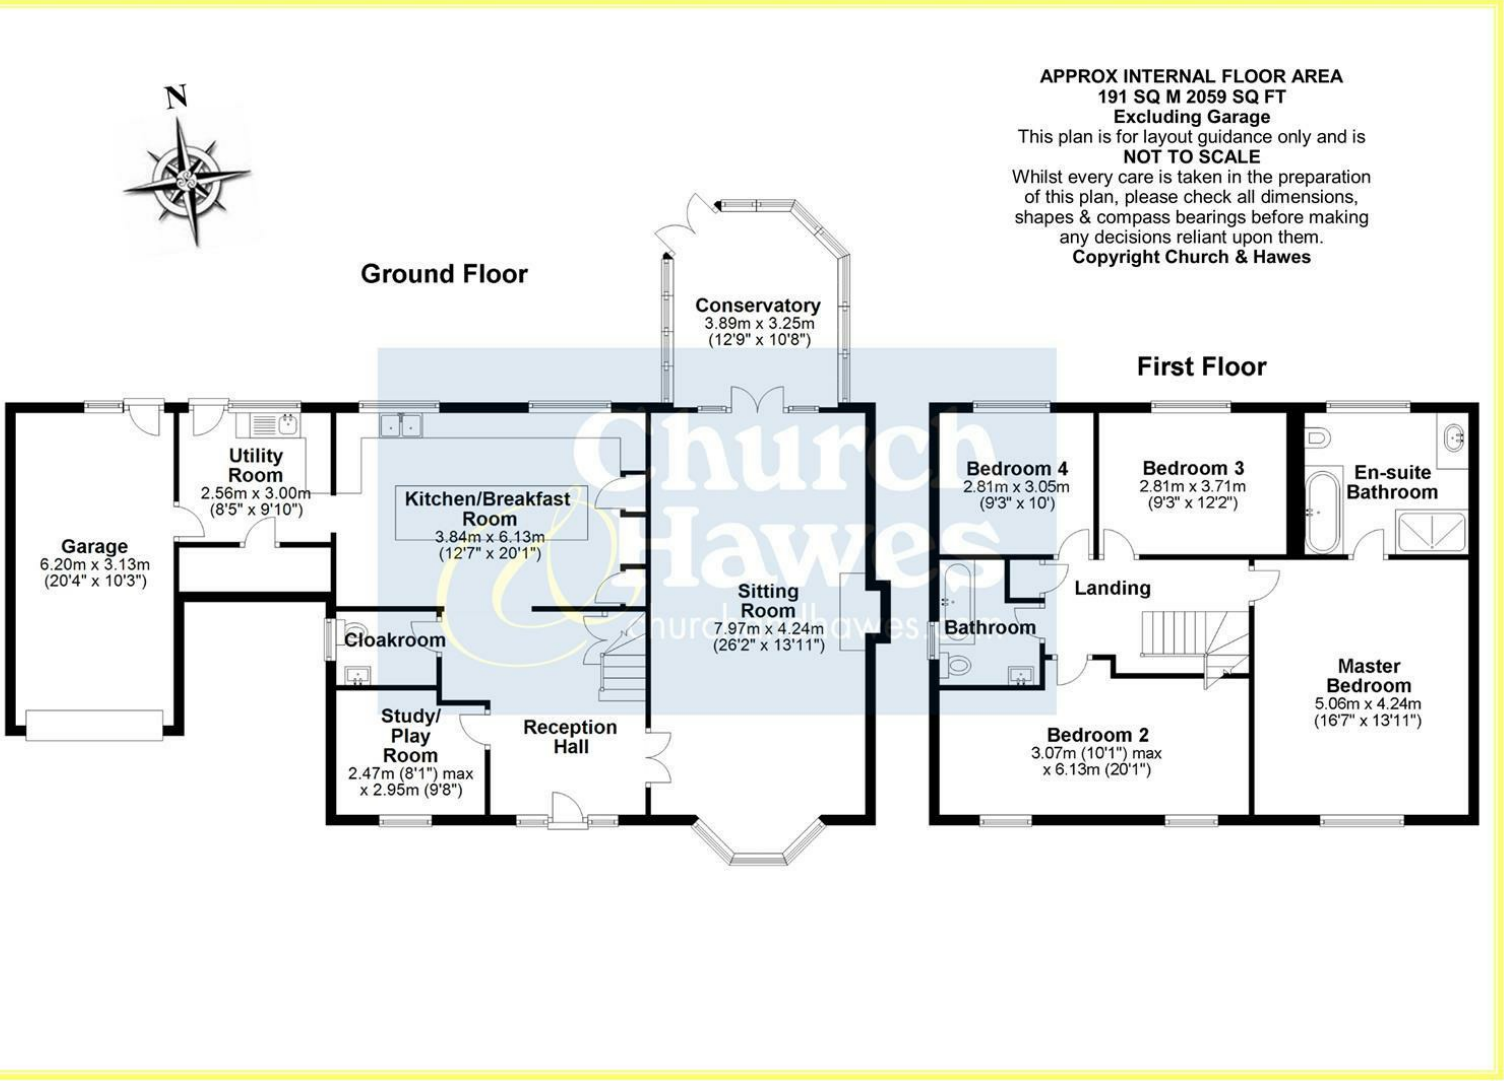 N
APPROX INTERNAL FLOOR AREA
191 SQ M 2059 SQ FT
Excluding Garage
This plan is for layout guidance only and is
NOT TO SCALE
Whilst every care is taken in the preparation
of this plan, please check all dimensions,
shapes & compass bearings before making
any decisions reliant upon them.
Copyright Church & Hawes
Ground Floor
Conservatory
3.89m x 3.25m
(12'9" x 10'8")
Utility
Room
2.56m x 3.00m
(8'5" x 9'10")
Kitchen/Breakfast
Room
3.84m x 6.13m
(12'7" x 20'1")
Garage
6.20m x 3.13m
(20'4" x 10'3")
Sitting
Room
7.97m x 4.24m
(26'2" x 13'11")
Cloakroom
Study/
Play
Room
2.47m (8'1") max
x 2.95m (9'8")
Reception
Hall
First Floor
Bedroom 4
2.81m x 3.05m
(9'3" x 10')
Bedroom 3
2.81m x 3.71m
(9'3" x 12'2")
En-suite
Bathroom
Landing
Bathroom
Master
Bedroom
5.06m x 4.24m
(16'7" x 13'11")
Bedroom 2
3.07m (10'1") max
x 6.13m (20'1")
Church
& Hawes
churchandhawes.com